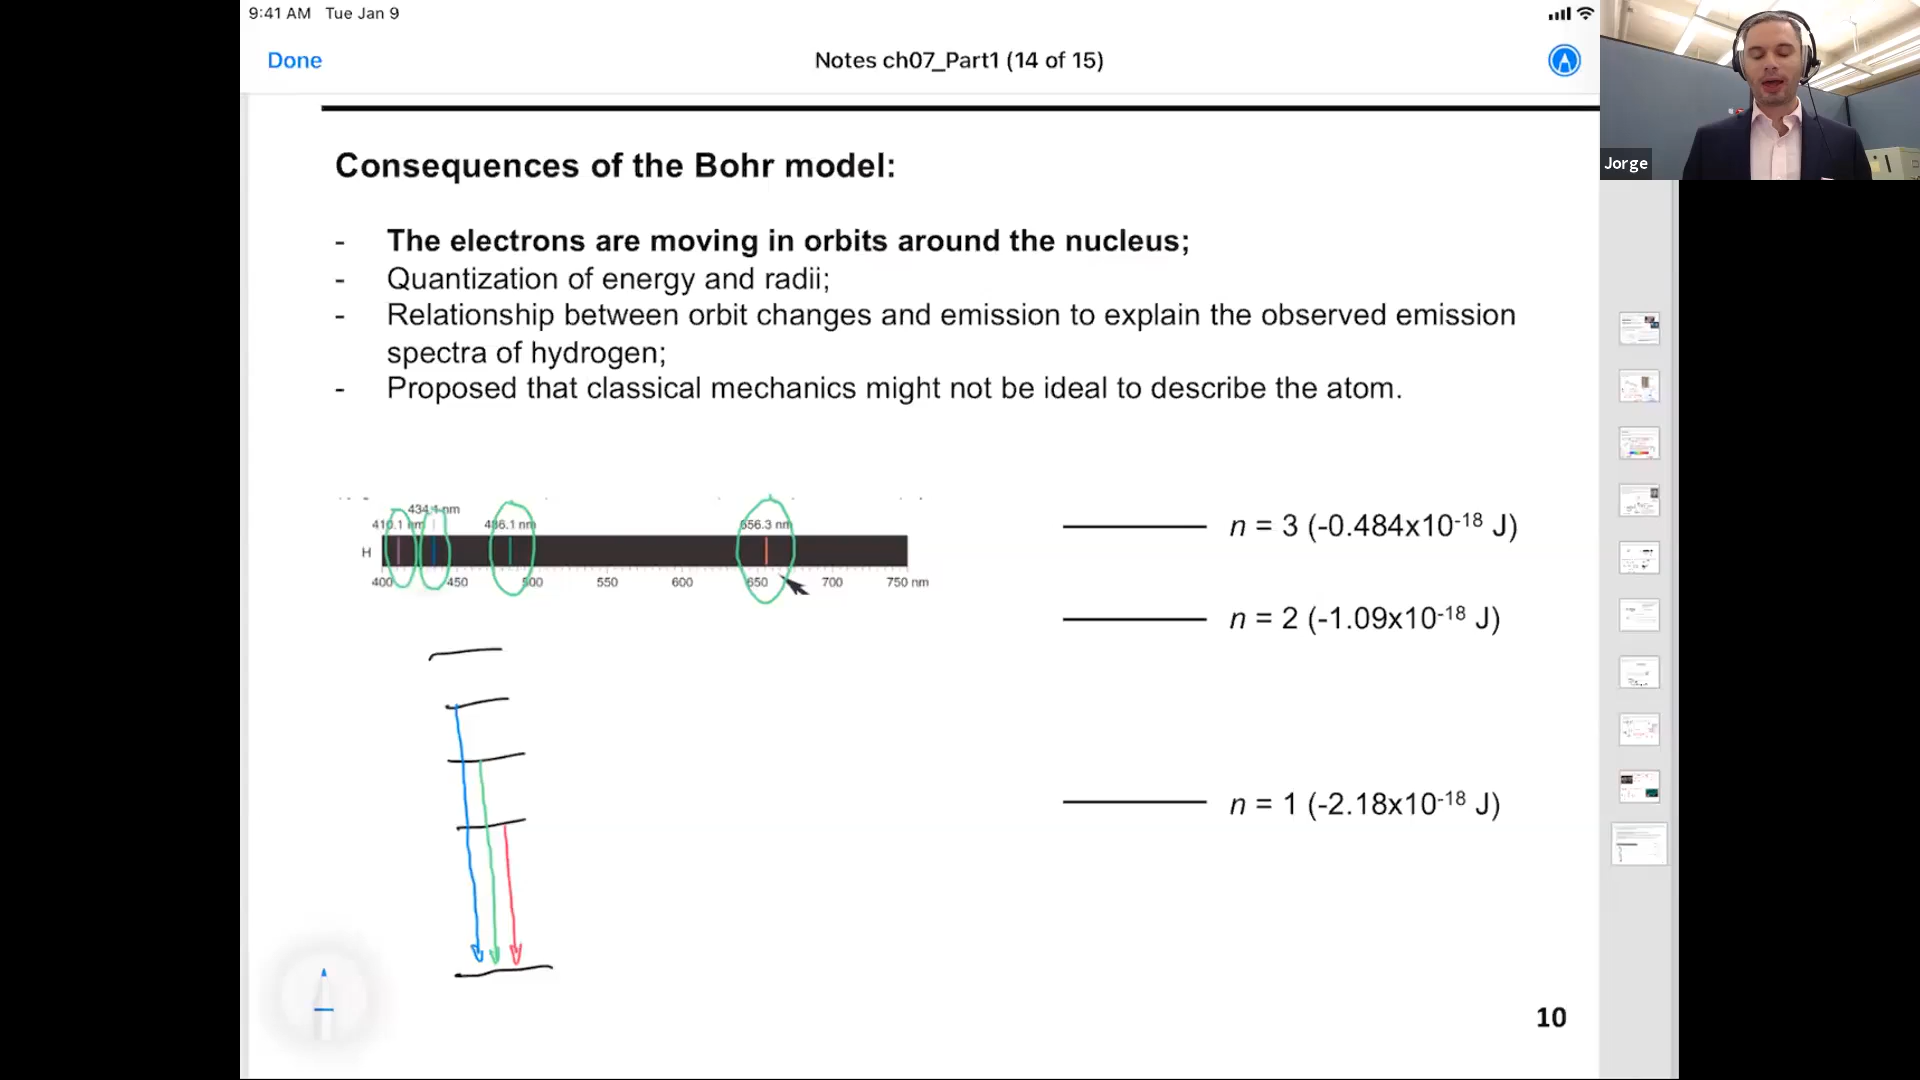 9:41 AM Tue Jan 9
Done
Notes ch07_Part1 (14 of 15)
Jorge
Consequences of the Bohr model:
- The electrons are moving in orbits around the nucleus;
- Quantization of energy and radii;
- Relationship between orbit changes and emission to explain the observed emission
spectra of hydrogen;
- Proposed that classical mechanics might not be ideal to describe the atom.
434.1 nm
410.1 nm 486.1 nm 656.3 nm
H
400 450 500 550 600 650 700 750 nm
n = 3 (-0.484x10⁻¹⁸ J)
n = 2 (-1.09x10⁻¹⁸ J)
n = 1 (-2.18x10⁻¹⁸ J)
10